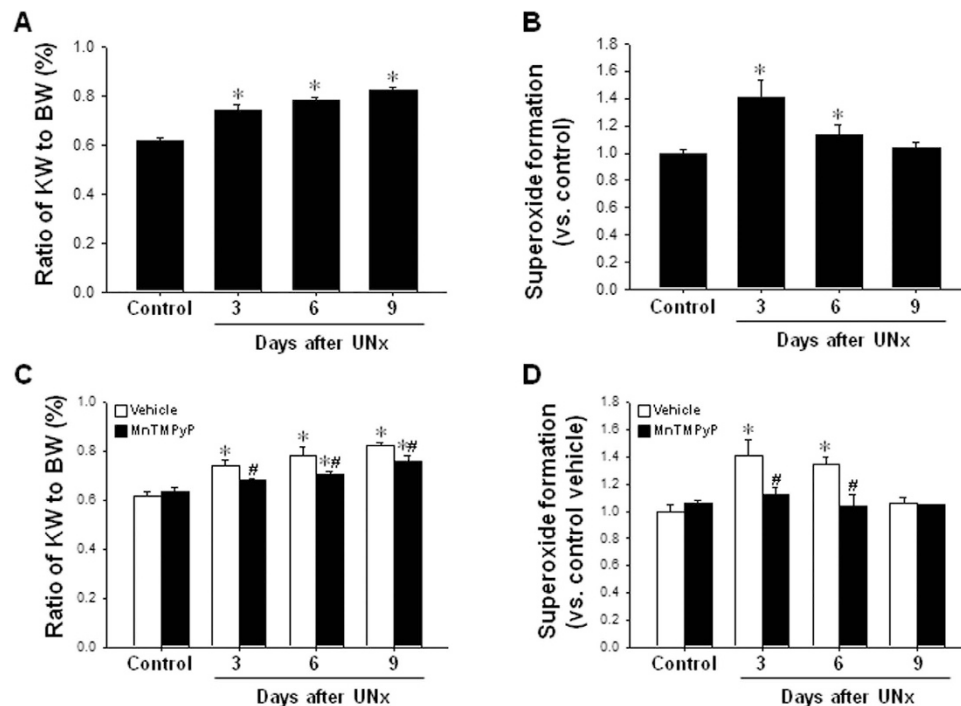 A
Ratio of KW to BW (%)
1.0
0.8
0.6
0.4
0.2
0.0
* * *
Control 3 6 9
Days after UNx
B
Superoxide formation
(vs. control)
1.8
1.6
1.4
1.2
1.0
0.8
0.6
0.4
0.2
0.0
* *
Control 3 6 9
Days after UNx
C
Ratio of KW to BW (%)
1.0
0.8
0.6
0.4
0.2
0.0
Vehicle
MnTMPyP
* # * *# * *#
Control 3 6 9
Days after UNx
D
Superoxide formation
(vs. control vehicle)
1.8
1.6
1.4
1.2
1.0
0.8
0.6
0.4
0.2
0.0
Vehicle
MnTMPyP
* # * #
Control 3 6 9
Days after UNx